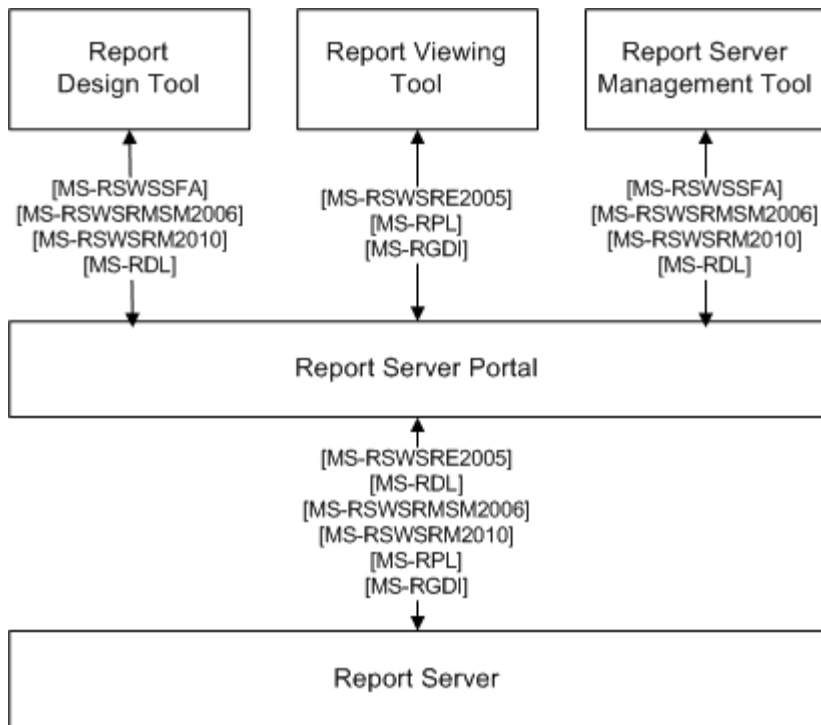 Report
Design Tool
Report Viewing
Tool
Report Server
Management Tool
[MS-RSWSSFA]
[MS-RSWSRMSM2006]
[MS-RSWSRM2010]
[MS-RDL]
[MS-RSWSRE2005]
[MS-RPL]
[MS-RGDI]
[MS-RSWSSFA]
[MS-RSWSRMSM2006]
[MS-RSWSRM2010]
[MS-RDL]
Report Server Portal
[MS-RSWSRE2005]
[MS-RDL]
[MS-RSWSRMSM2006]
[MS-RSWSRM2010]
[MS-RPL]
[MS-RGDI]
Report Server